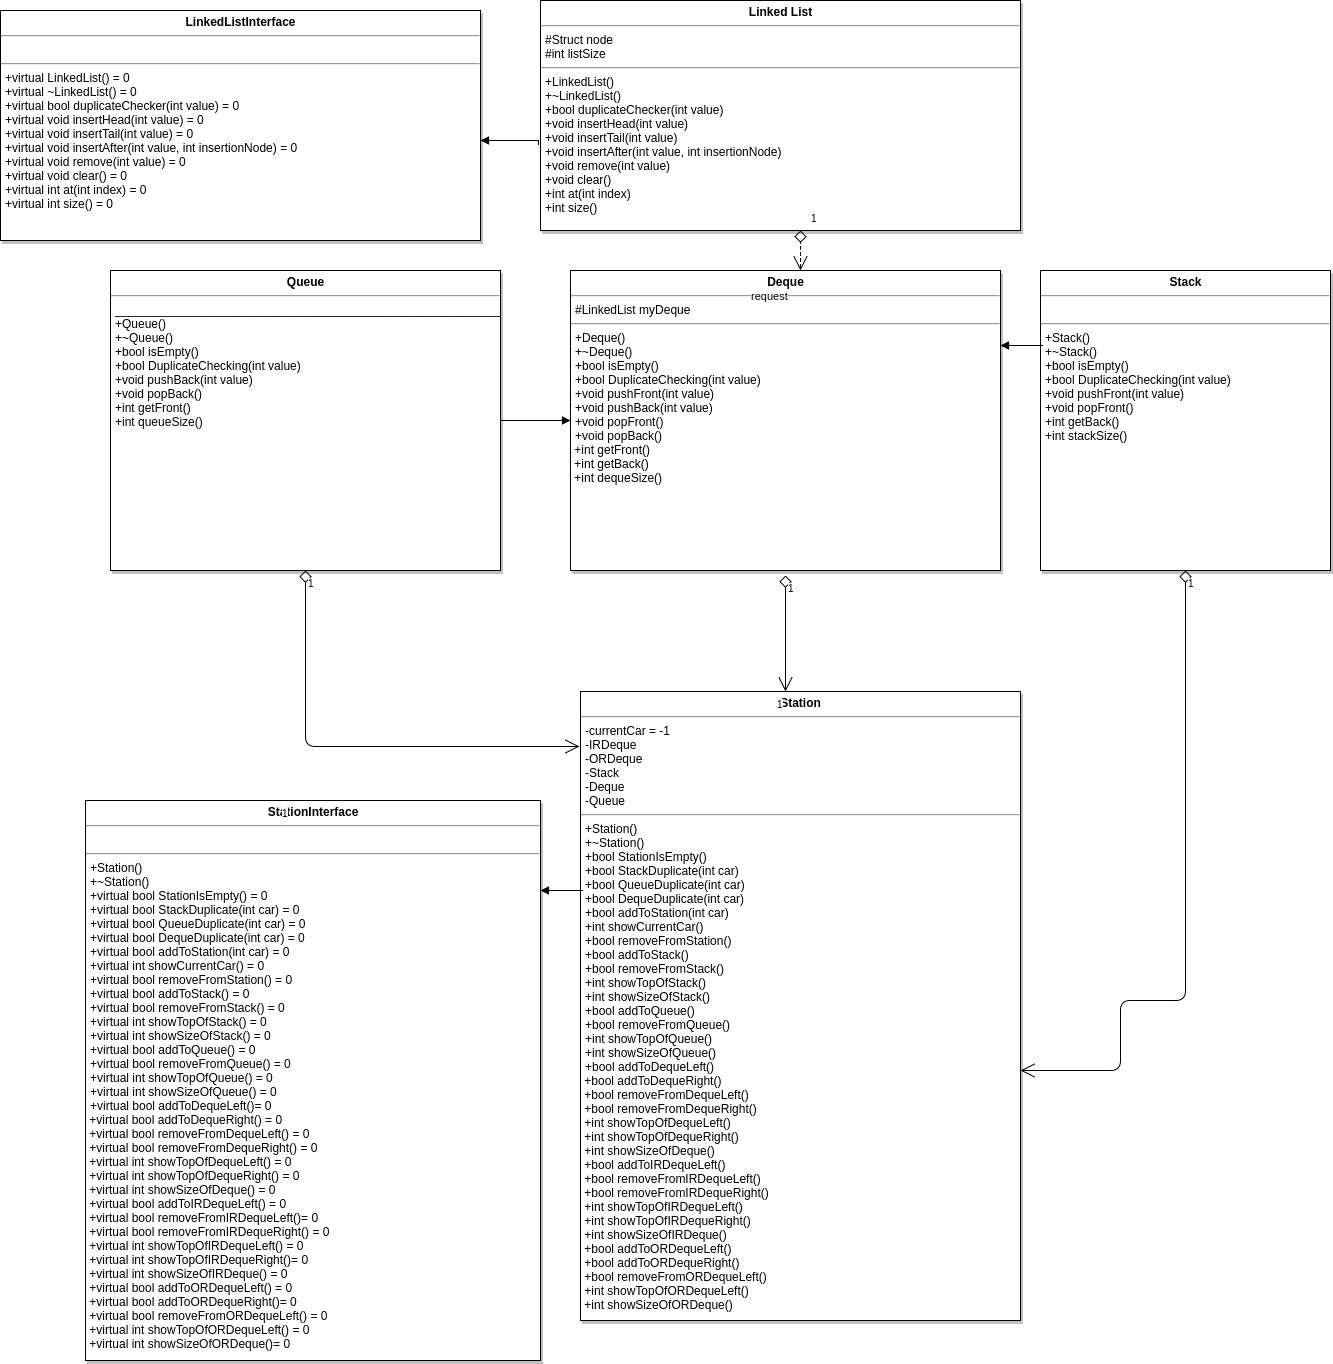 LinkedListInterface
+virtual LinkedList() = 0
+virtual ~LinkedList() = 0
+virtual bool duplicateChecker(int value) = 0
+virtual void insertHead(int value) = 0
+virtual void insertTail(int value) = 0
+virtual void insertAfter(int value, int insertionNode) = 0
+virtual void remove(int value) = 0
+virtual void clear() = 0
+virtual int at(int index) = 0
+virtual int size() = 0
Linked List
#Struct node
#int listSize
+LinkedList()
+~LinkedList()
+bool duplicateChecker(int value)
+void insertHead(int value)
+void insertTail(int value)
+void insertAfter(int value, int insertionNode)
+void remove(int value)
+void clear()
+int at(int index)
+int size()
1
Queue
+Queue()
+~Queue()
+bool isEmpty()
+bool DuplicateChecking(int value)
+void pushBack(int value)
+void popBack()
+int getFront()
+int queueSize()
1
Deque
request
#LinkedList myDeque
+Deque()
+~Deque()
+bool isEmpty()
+bool DuplicateChecking(int value)
+void pushFront(int value)
+void pushBack(int value)
+void popFront()
+void popBack()
+int getFront()
+int getBack()
+int dequeSize()
1
Stack
+Stack()
+~Stack()
+bool isEmpty()
+bool DuplicateChecking(int value)
+void pushFront(int value)
+void popFront()
+int getBack()
+int stackSize()
1
StationInterface
1
+Station()
+~Station()
+virtual bool StationIsEmpty() = 0
+virtual bool StackDuplicate(int car) = 0
+virtual bool QueueDuplicate(int car) = 0
+virtual bool DequeDuplicate(int car) = 0
+virtual bool addToStation(int car) = 0
+virtual int showCurrentCar() = 0
+virtual bool removeFromStation() = 0
+virtual bool addToStack() = 0
+virtual bool removeFromStack() = 0
+virtual int showTopOfStack() = 0
+virtual int showSizeOfStack() = 0
+virtual bool addToQueue() = 0
+virtual bool removeFromQueue() = 0
+virtual int showTopOfQueue() = 0
+virtual int showSizeOfQueue() = 0
+virtual bool addToDequeLeft()= 0
+virtual bool addToDequeRight() = 0
+virtual bool removeFromDequeLeft() = 0
+virtual bool removeFromDequeRight() = 0
+virtual int showTopOfDequeLeft() = 0
+virtual int showTopOfDequeRight() = 0
+virtual int showSizeOfDeque() = 0
+virtual bool addToIRDequeLeft() = 0
+virtual bool removeFromIRDequeLeft()= 0
+virtual bool removeFromIRDequeRight() = 0
+virtual int showTopOfIRDequeLeft() = 0
+virtual int showTopOfIRDequeRight()= 0
+virtual int showSizeOfIRDeque() = 0
+virtual bool addToORDequeLeft() = 0
+virtual bool addToORDequeRight()= 0
+virtual bool removeFromORDequeLeft() = 0
+virtual int showTopOfORDequeLeft() = 0
+virtual int showSizeOfORDeque()= 0
1
Station
-currentCar = -1
-IRDeque
-ORDeque
-Stack
-Deque
-Queue
+Station()
+~Station()
+bool StationIsEmpty()
+bool StackDuplicate(int car)
+bool QueueDuplicate(int car)
+bool DequeDuplicate(int car)
+bool addToStation(int car)
+int showCurrentCar()
+bool removeFromStation()
+bool addToStack()
+bool removeFromStack()
+int showTopOfStack()
+int showSizeOfStack()
+bool addToQueue()
+bool removeFromQueue()
+int showTopOfQueue()
+int showSizeOfQueue()
+bool addToDequeLeft()
+bool addToDequeRight()
+bool removeFromDequeLeft()
+bool removeFromDequeRight()
+int showTopOfDequeLeft()
+int showTopOfDequeRight()
+int showSizeOfDeque()
+bool addToIRDequeLeft()
+bool removeFromIRDequeLeft()
+bool removeFromIRDequeRight()
+int showTopOfIRDequeLeft()
+int showTopOfIRDequeRight()
+int showSizeOfIRDeque()
+bool addToORDequeLeft()
+bool addToORDequeRight()
+bool removeFromORDequeLeft()
+int showTopOfORDequeLeft()
+int showSizeOfORDeque()